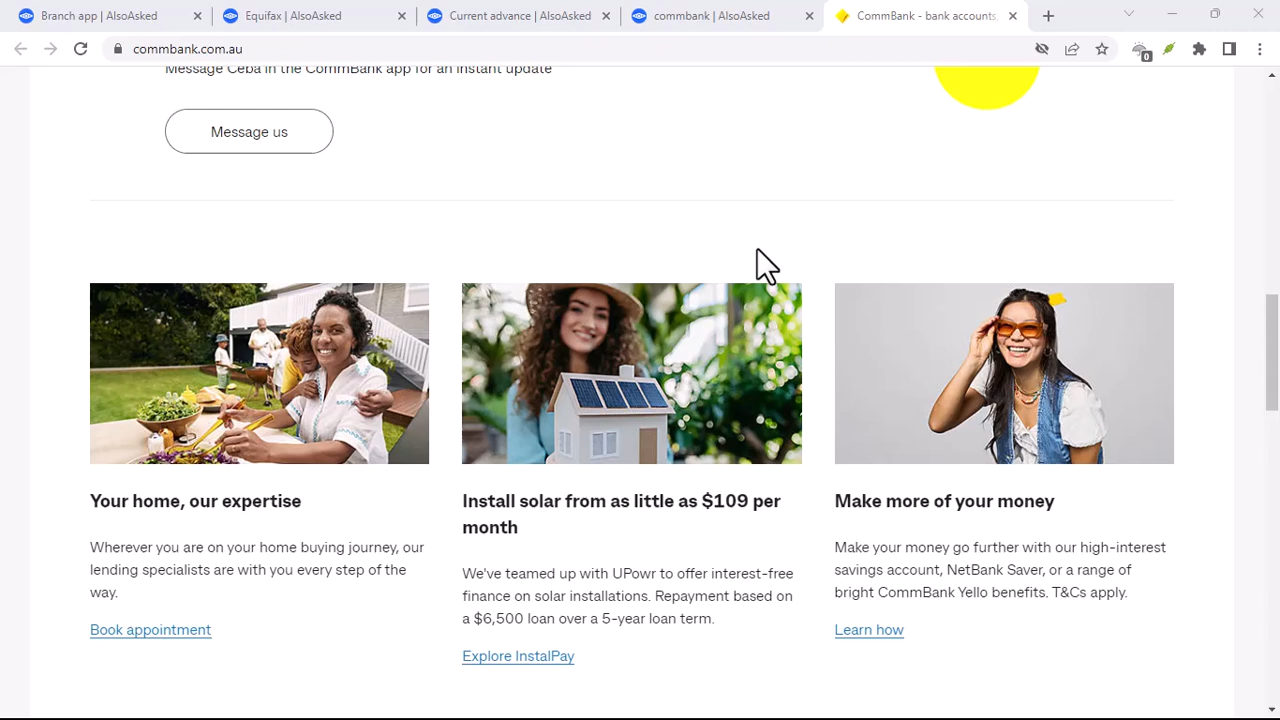 Branch app | AlsoAsked
Equifax | AlsoAsked
Current advance | AlsoAsked
commbank | AlsoAsked
CommBank - bank accounts,
commbank.com.au
0
Message Ceba in the CommBank app for an instant update
Message us
Your home, our expertise
Wherever you are on your home buying journey, our
lending specialists are with you every step of the
way.
Book appointment
Install solar from as little as $109 per
month
We've teamed up with UPowr to offer interest-free
finance on solar installations. Repayment based on
a $6,500 loan over a 5-year loan term.
Explore InstalPay
Make more of your money
Make your money go further with our high-interest
savings account, NetBank Saver, or a range of
bright CommBank Yello benefits. T&Cs apply.
Learn how